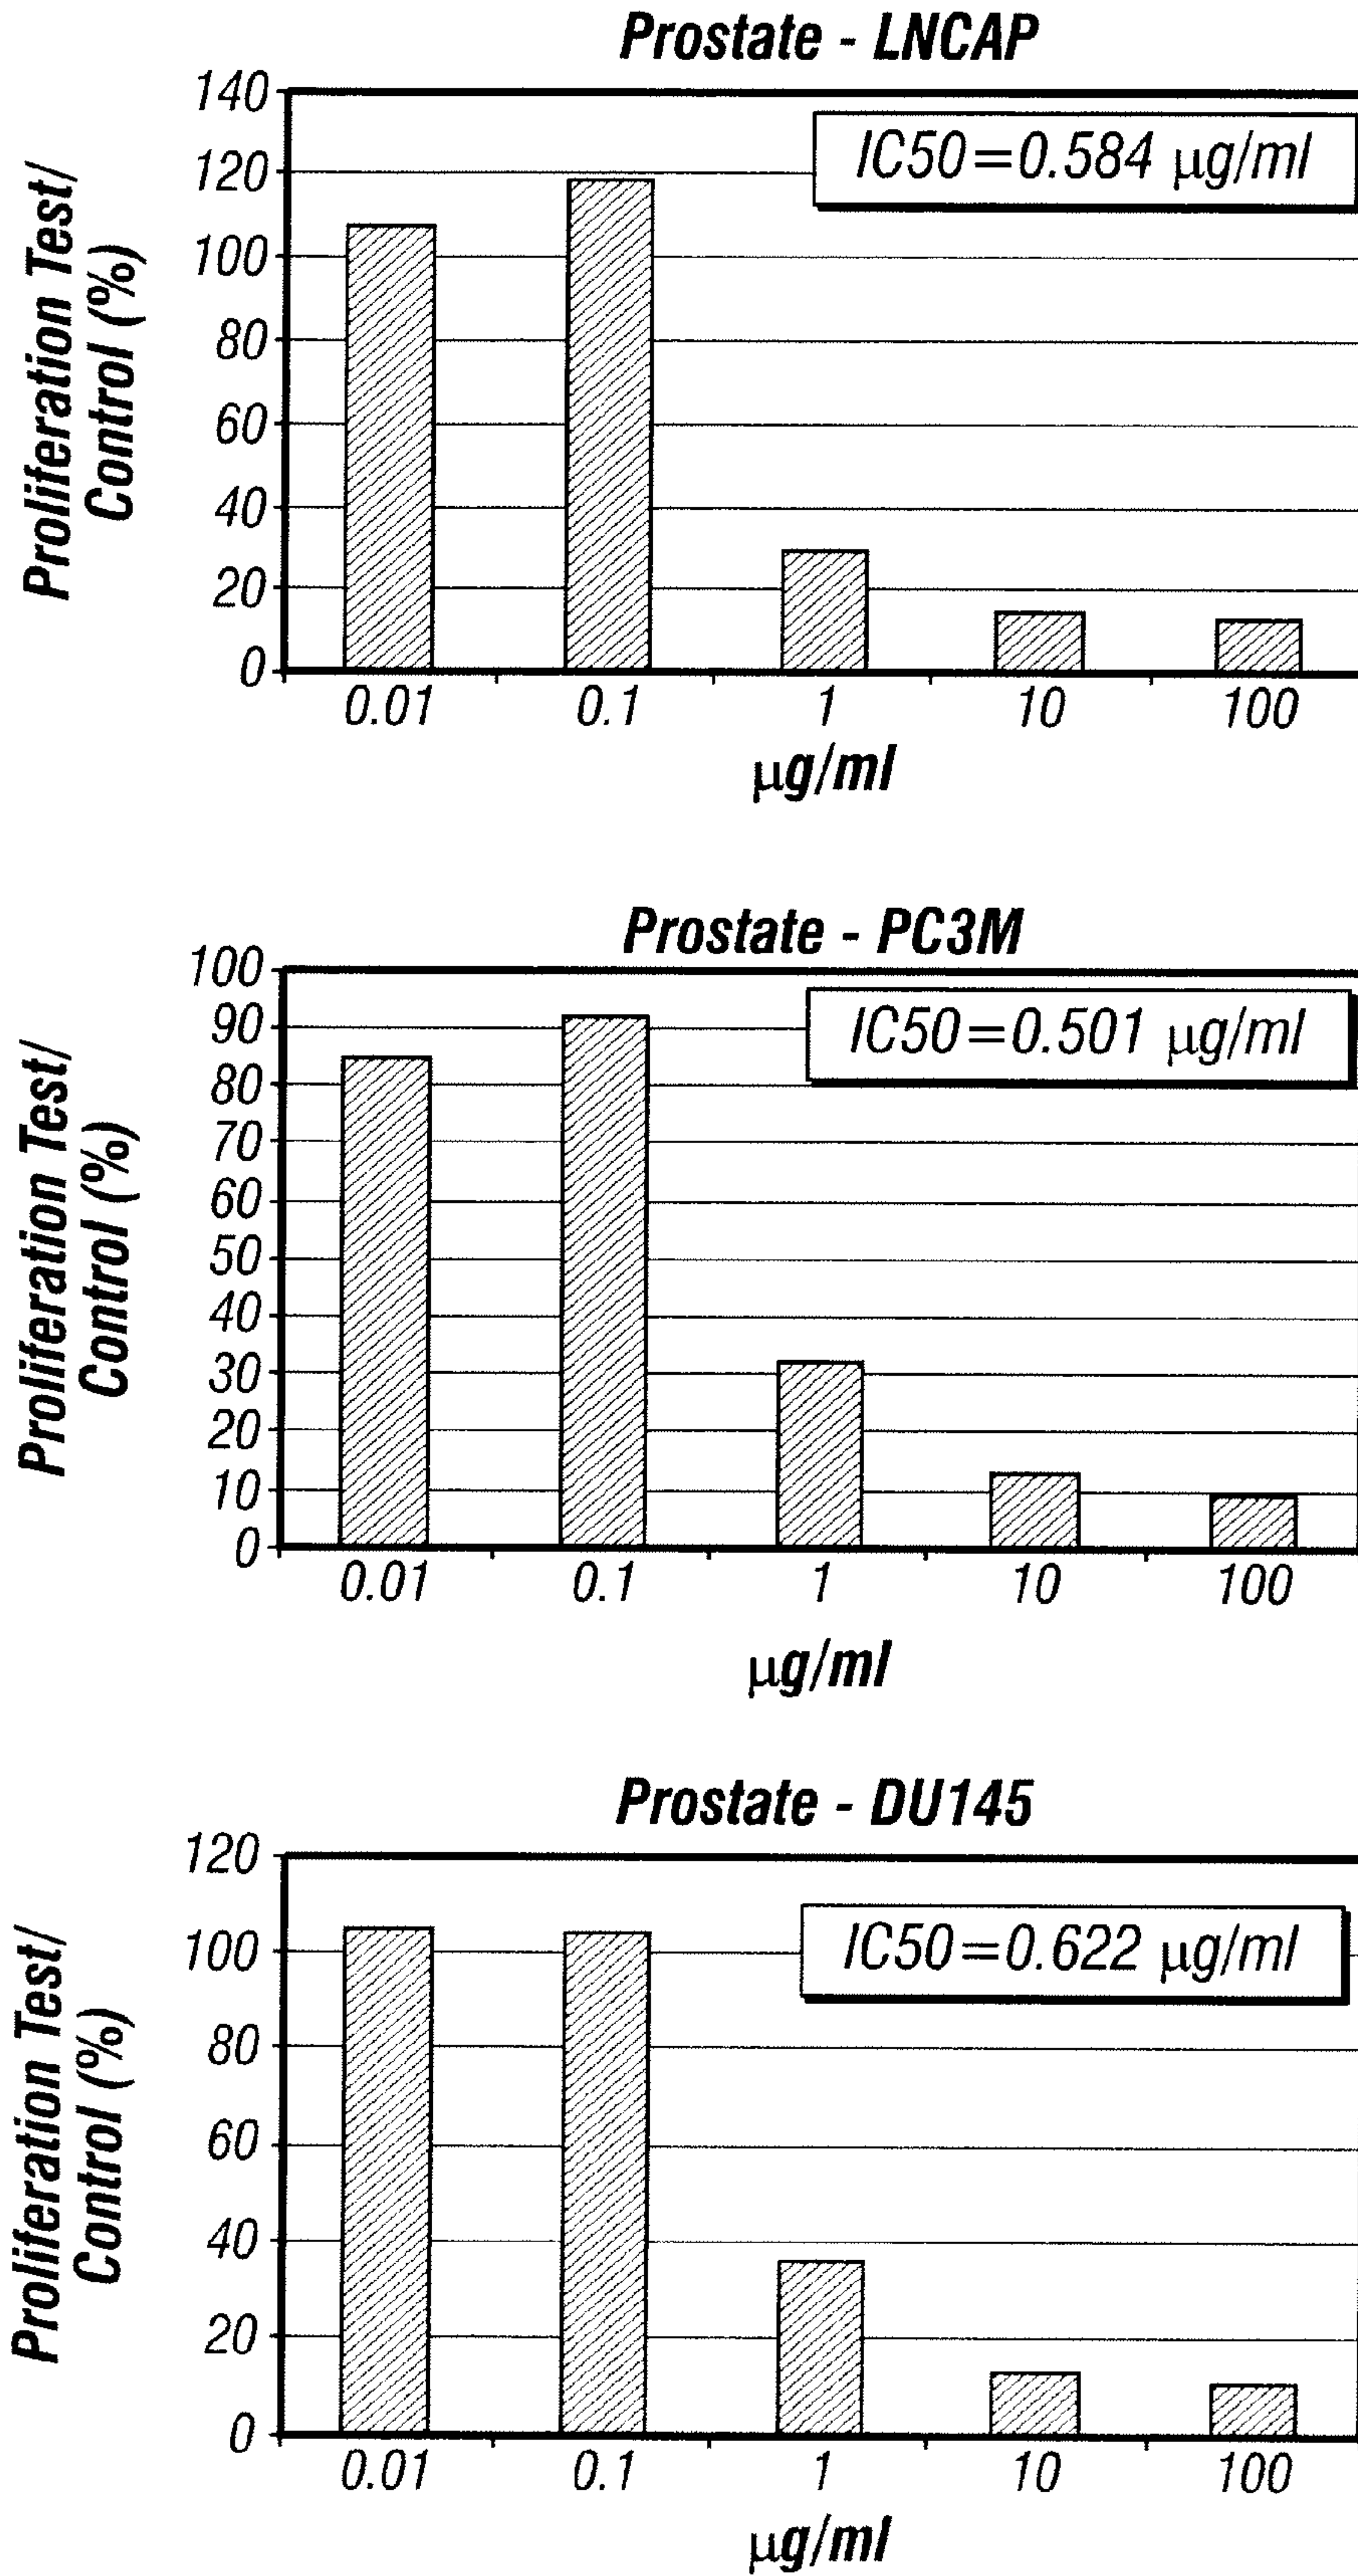 Prostate - LNCAP
Proliferation Test/
Control (%)
140
120
100
80
60
40
20
0
IC50=0.584 µg/ml
0.01 0.1 1 10 100
µg/ml
Prostate - PC3M
Proliferation Test/
Control (%)
100
90
80
70
60
50
40
30
20
10
0
IC50=0.501 µg/ml
0.01 0.1 1 10 100
µg/ml
Prostate - DU145
Proliferation Test/
Control (%)
120
100
80
60
40
20
0
IC50=0.622 µg/ml
0.01 0.1 1 10 100
µg/ml